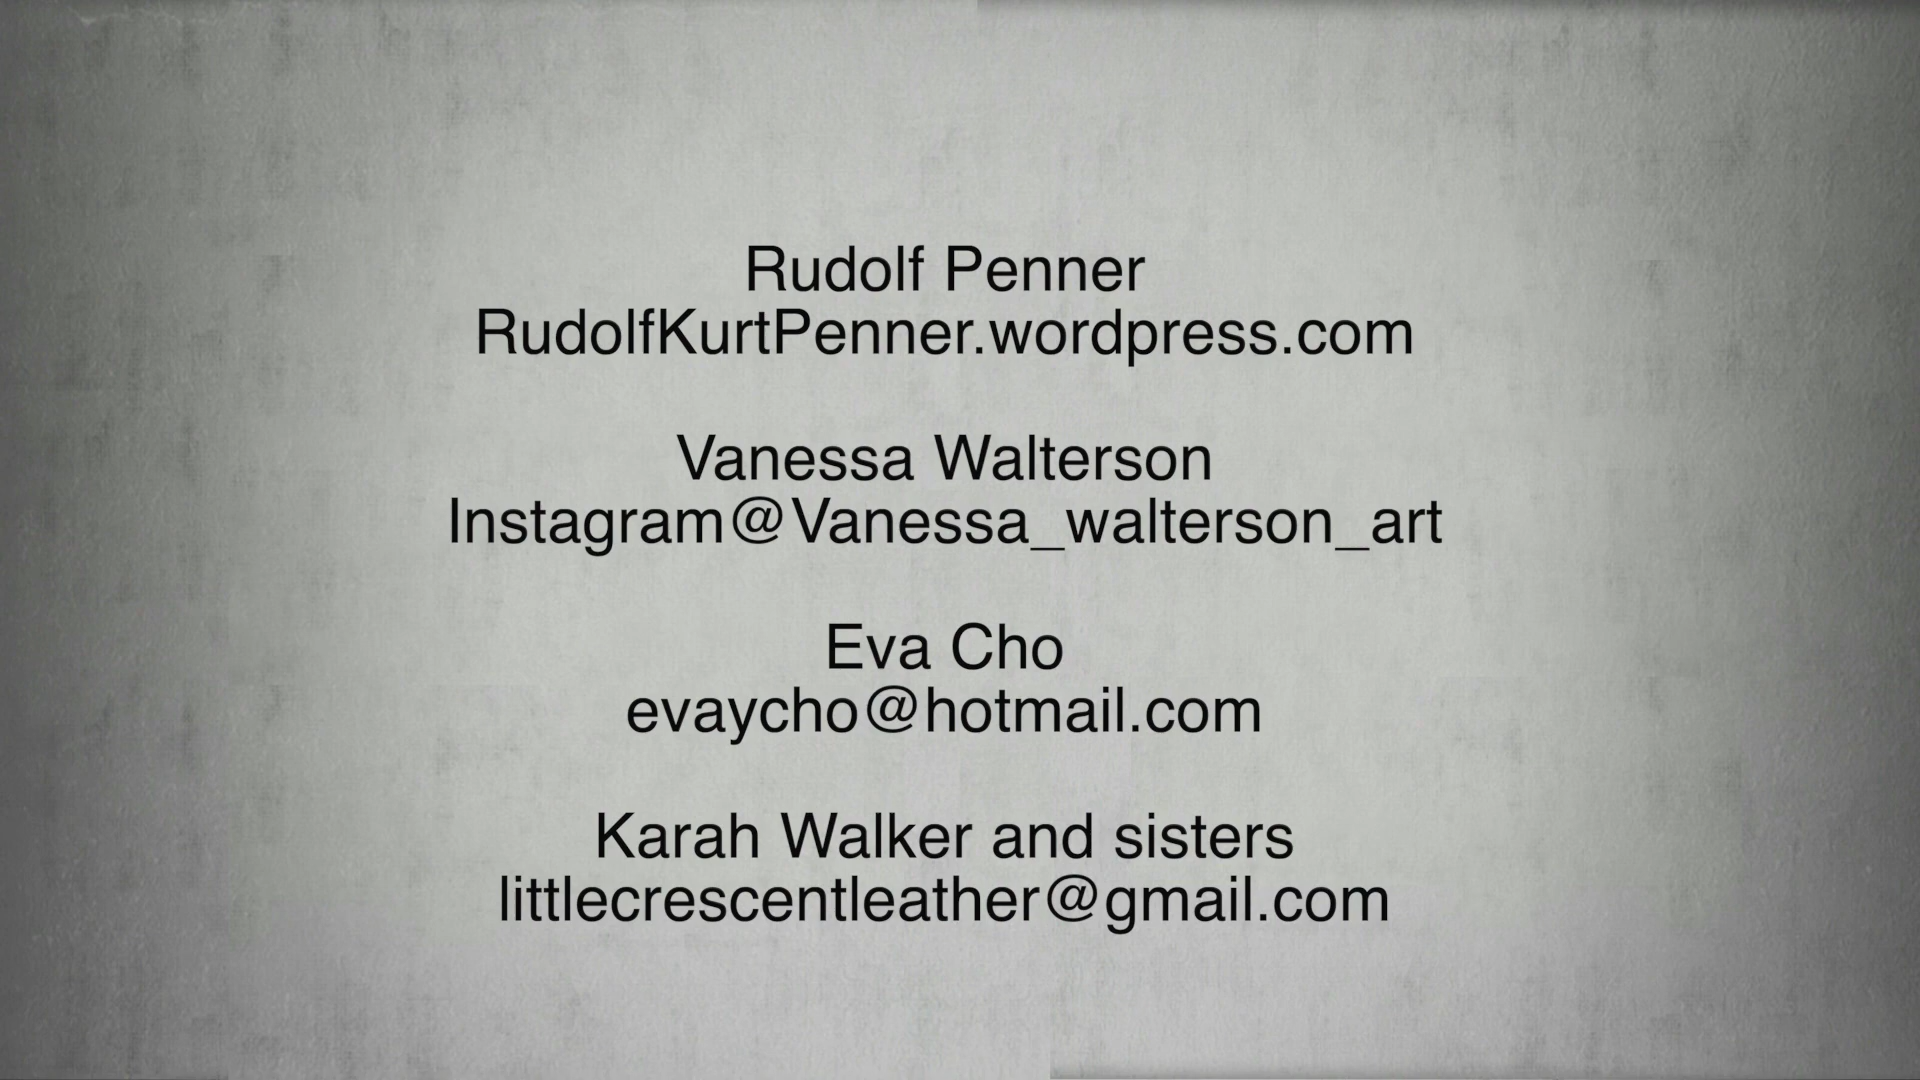 Rudolf Penner
RudolfKurtPenner.wordpress.com
Vanessa Walterson
Instagram@Vanessa_walterson_art
Eva Cho
evaycho@hotmail.com
Karah Walker and sisters
littlecrescentleather@gmail.com